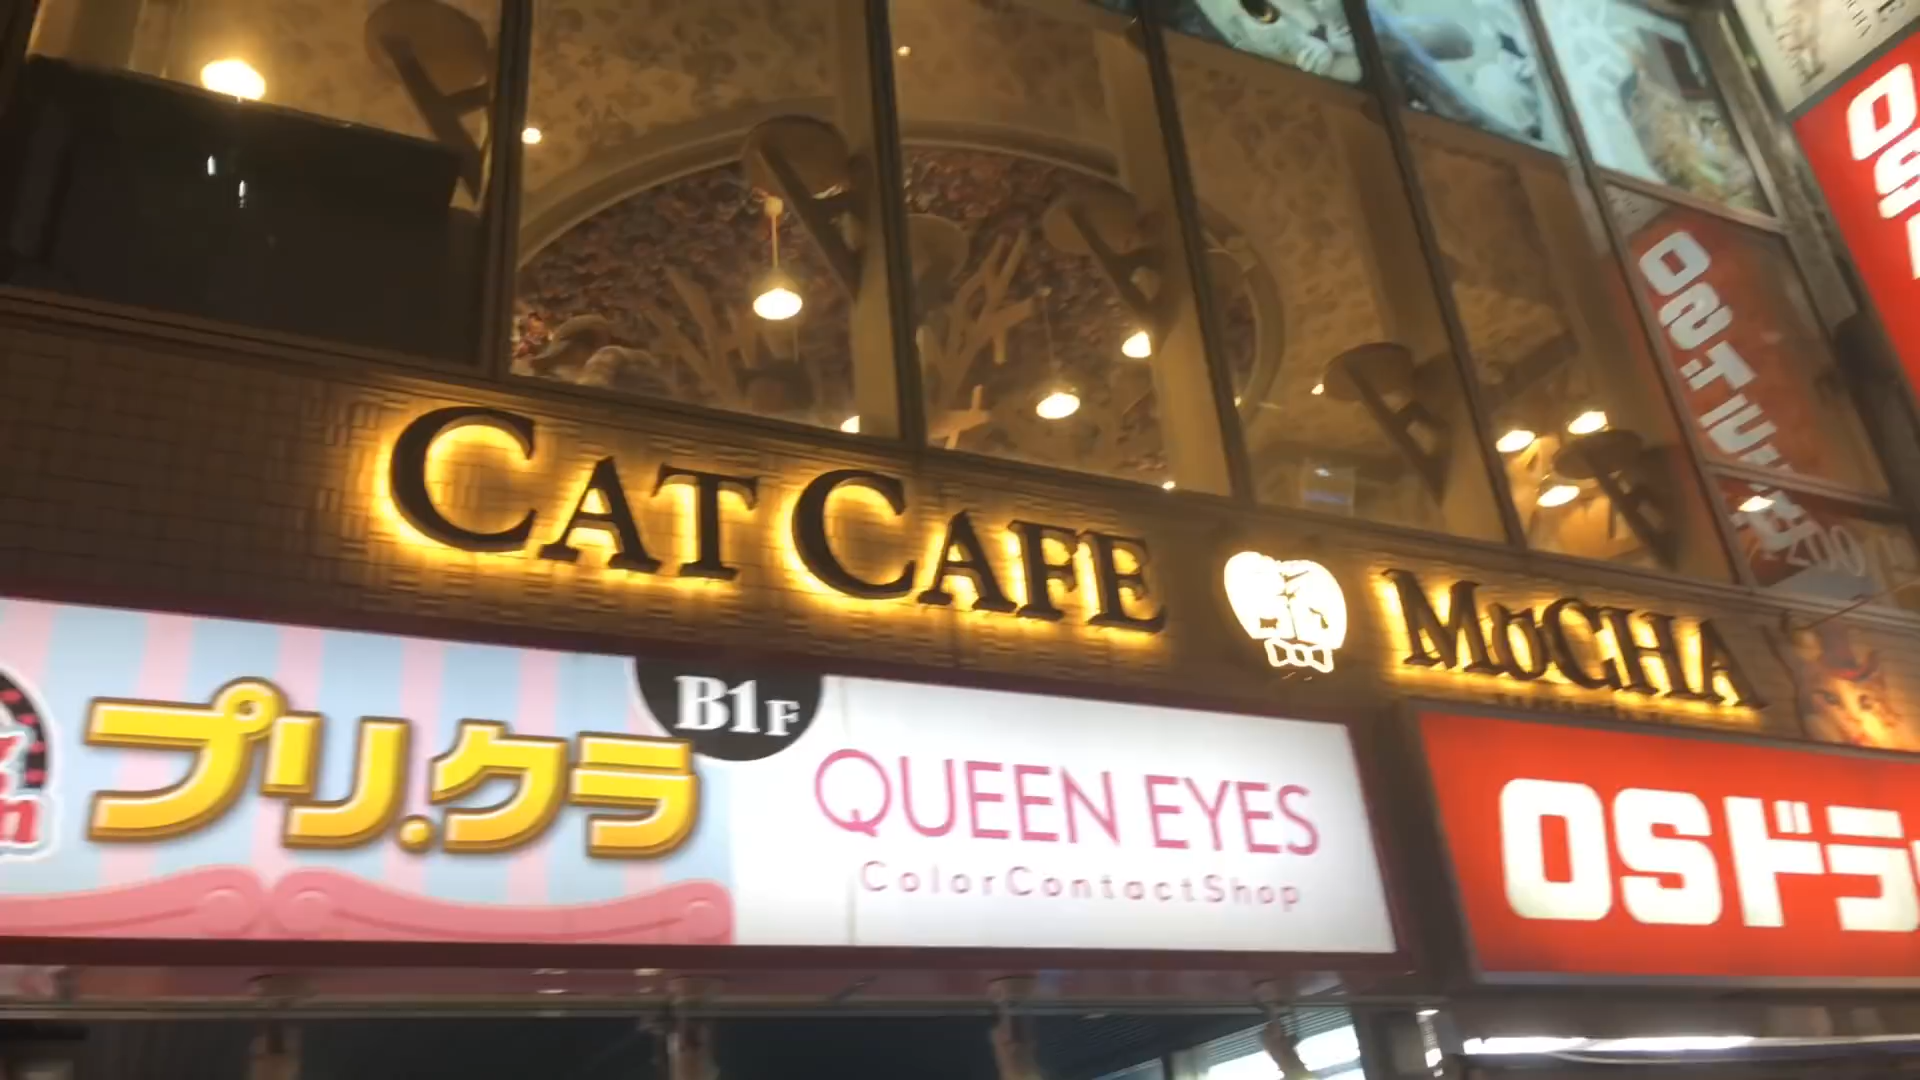 CAT CAFE MoCHA
プリ.クラ
B1F
QUEEN EYES
ColorContactShop
OSドラ